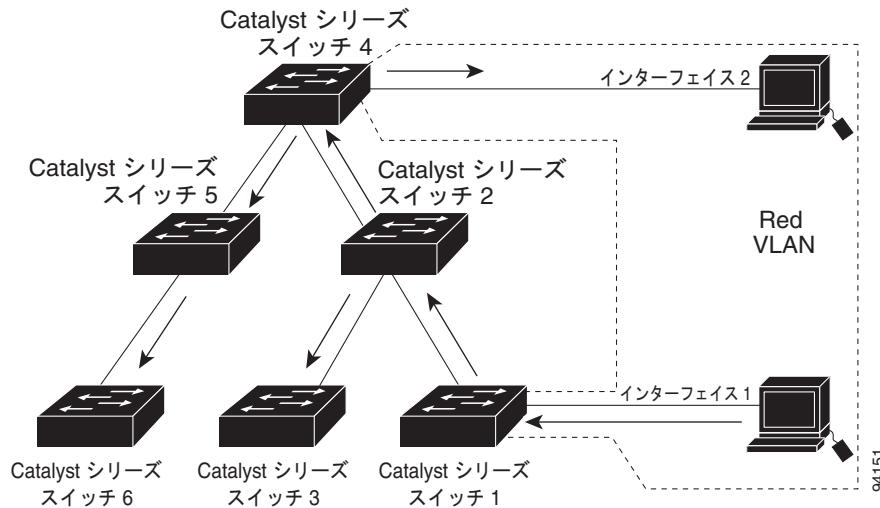 Catalyst シリーズ
スイッチ 4
インターフェイス 2
Catalyst シリーズ
スイッチ 5
Catalyst シリーズ
スイッチ 2
Red
VLAN
インターフェイス 1
Catalyst シリーズ
スイッチ 6
Catalyst シリーズ
スイッチ 3
Catalyst シリーズ
スイッチ 1
94151